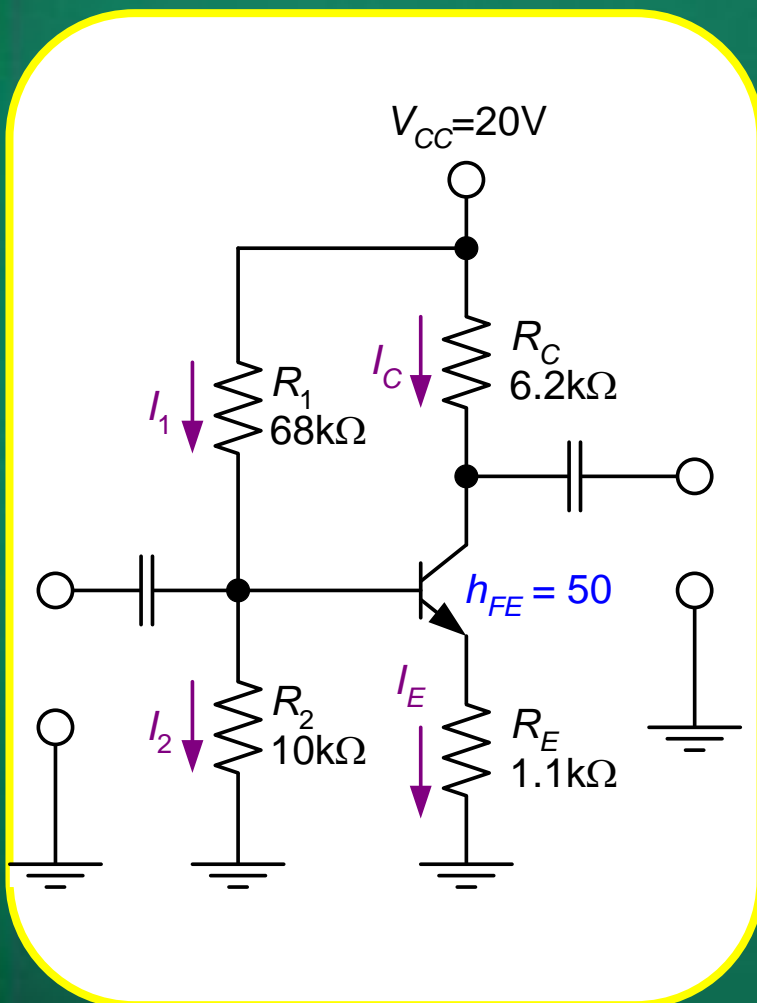 V_CC=20V
I_1
R_1
68kΩ
I_C
R_C
6.2kΩ
h_FE = 50
I_2
R_2
10kΩ
I_E
R_E
1.1kΩ